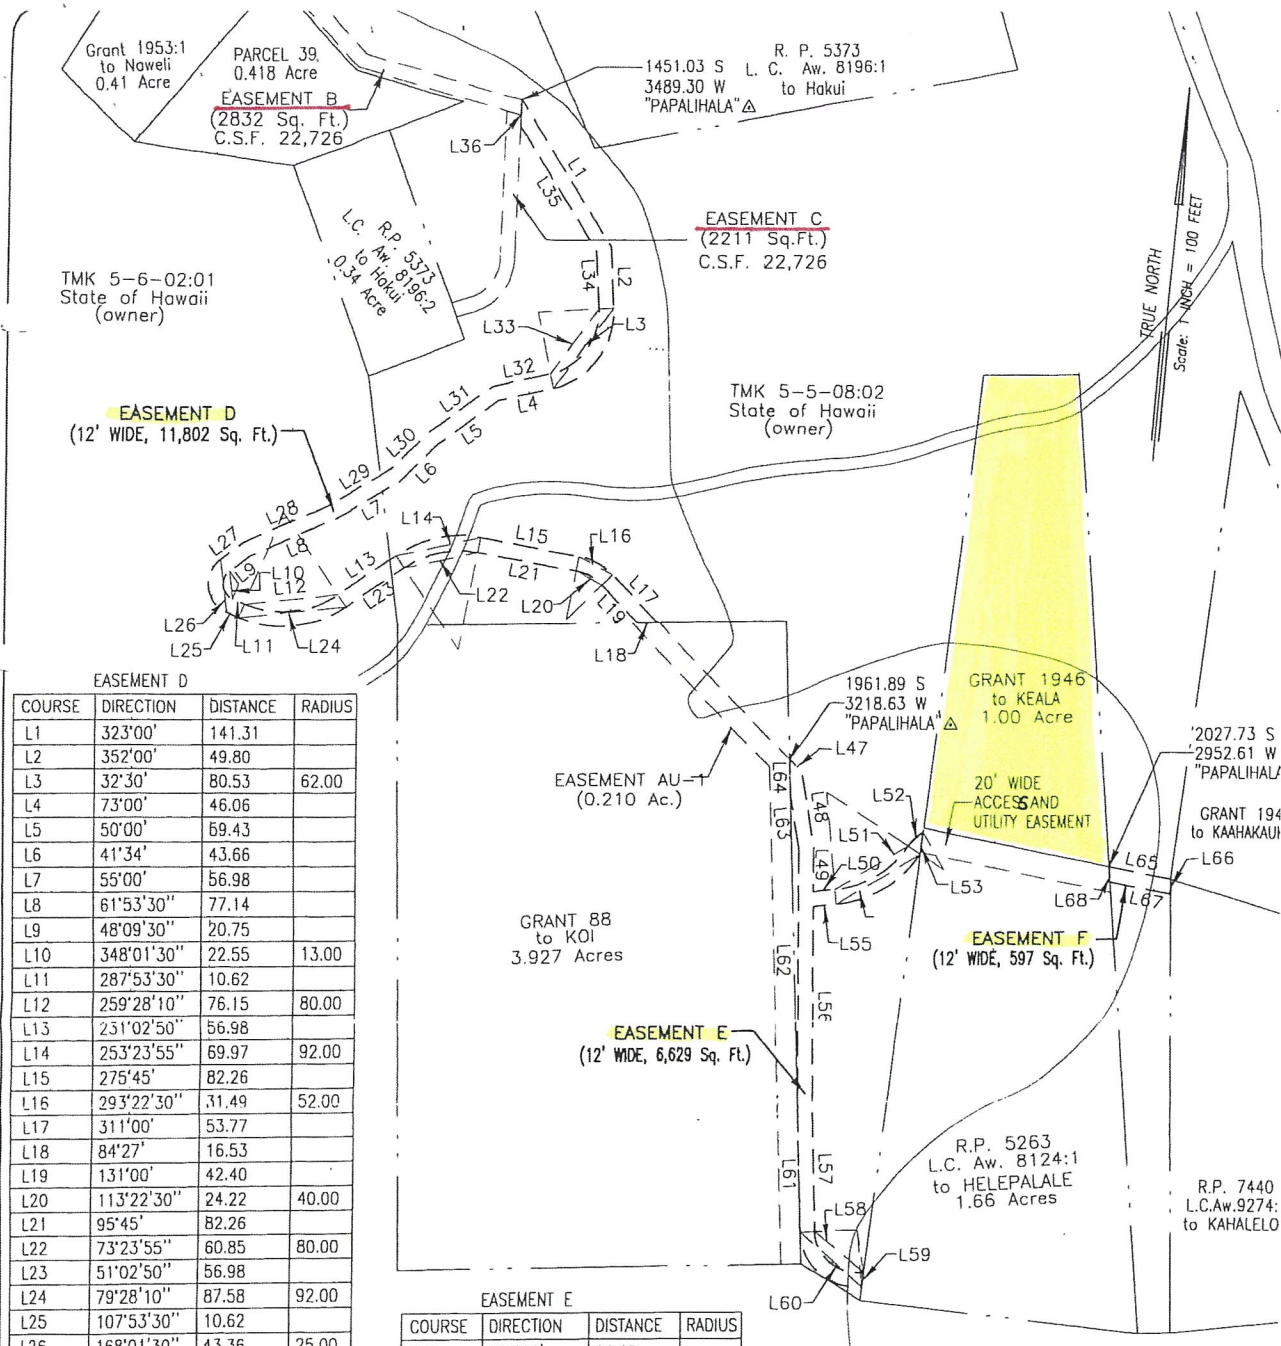 Grant 1953:1
to Naweli
0.41 Acre
PARCEL 39,
0.418 Acre
EASEMENT B
(2832 Sq. Ft.)
C.S.F. 22,726
1451.03 S
3489.30 W
"PAPALIHALA"
R. P. 5373
L. C. Aw. 8196:1
to Hakui
L36
L1
L35
EASEMENT C
(2211 Sq.Ft.)
C.S.F. 22,726
R.P. 5373
L.C. Aw. 8196:2
to Hakui
0.34 Acre
TMK 5-6-02:01
State of Hawaii
(owner)
L34
L2
L33
L3
L32
L4
L31
L5
L30
L6
L29
L7
L28
L8
L27
L9
L10
L12
L26
L25
L11
L24
L13
L23
L14
L22
L15
L21
L16
L20
L17
L19
L18
TRUE NORTH
Scale: 1 INCH = 100 FEET
EASEMENT D
(12' WIDE, 11,802 Sq. Ft.)
TMK 5-5-08:02
State of Hawaii
(owner)
1961.89 S
3218.63 W
"PAPALIHALA"
GRANT 1946
to KEALA
1.00 Acre
2027.73 S
2952.61 W
"PAPALIHALA
GRANT 194
to KAAHAKAUH
L47
EASEMENT AU-1
(0.210 Ac.)
20' WIDE
ACCESS AND
UTILITY EASEMENT
L64
L63
L48
L49
L52
L51
L50
L53
L55
L65
L66
L68
L67
GRANT 88
to KOI
3.927 Acres
EASEMENT F
(12' WIDE, 597 Sq. Ft.)
L62
L56
EASEMENT E
(12' WIDE, 6,629 Sq. Ft.)
L61
L57
L58
L59
L60
R.P. 5263
L.C. Aw. 8124:1
to HELEPALALE
1.66 Acres
R.P. 7440
L.C.Aw.9274:
to KAHALELO
EASEMENT D
COURSE DIRECTION DISTANCE RADIUS
L1 323°00' 141.31
L2 352°00' 49.80
L3 32°30' 80.53 62.00
L4 73°00' 46.06
L5 50°00' 59.43
L6 41°34' 43.66
L7 55°00' 56.98
L8 61°53'30" 77.14
L9 48°09'30" 20.75
L10 348°01'30" 22.55 13.00
L11 287°53'30" 10.62
L12 259°28'10" 76.15 80.00
L13 231°02'50" 56.98
L14 253°23'55" 69.97 92.00
L15 275°45' 82.26
L16 293°22'30" 31.49 52.00
L17 311°00' 53.77
L18 84°27' 16.53
L19 131°00' 42.40
L20 113°22'30" 24.22 40.00
L21 95°45' 82.26
L22 73°23'55" 60.85 80.00
L23 51°02'50" 56.98
L24 79°28'10" 87.58 92.00
L25 107°53'30" 10.62
L26 168°01'30" 43.36 25.00
EASEMENT E
COURSE DIRECTION DISTANCE RADIUS